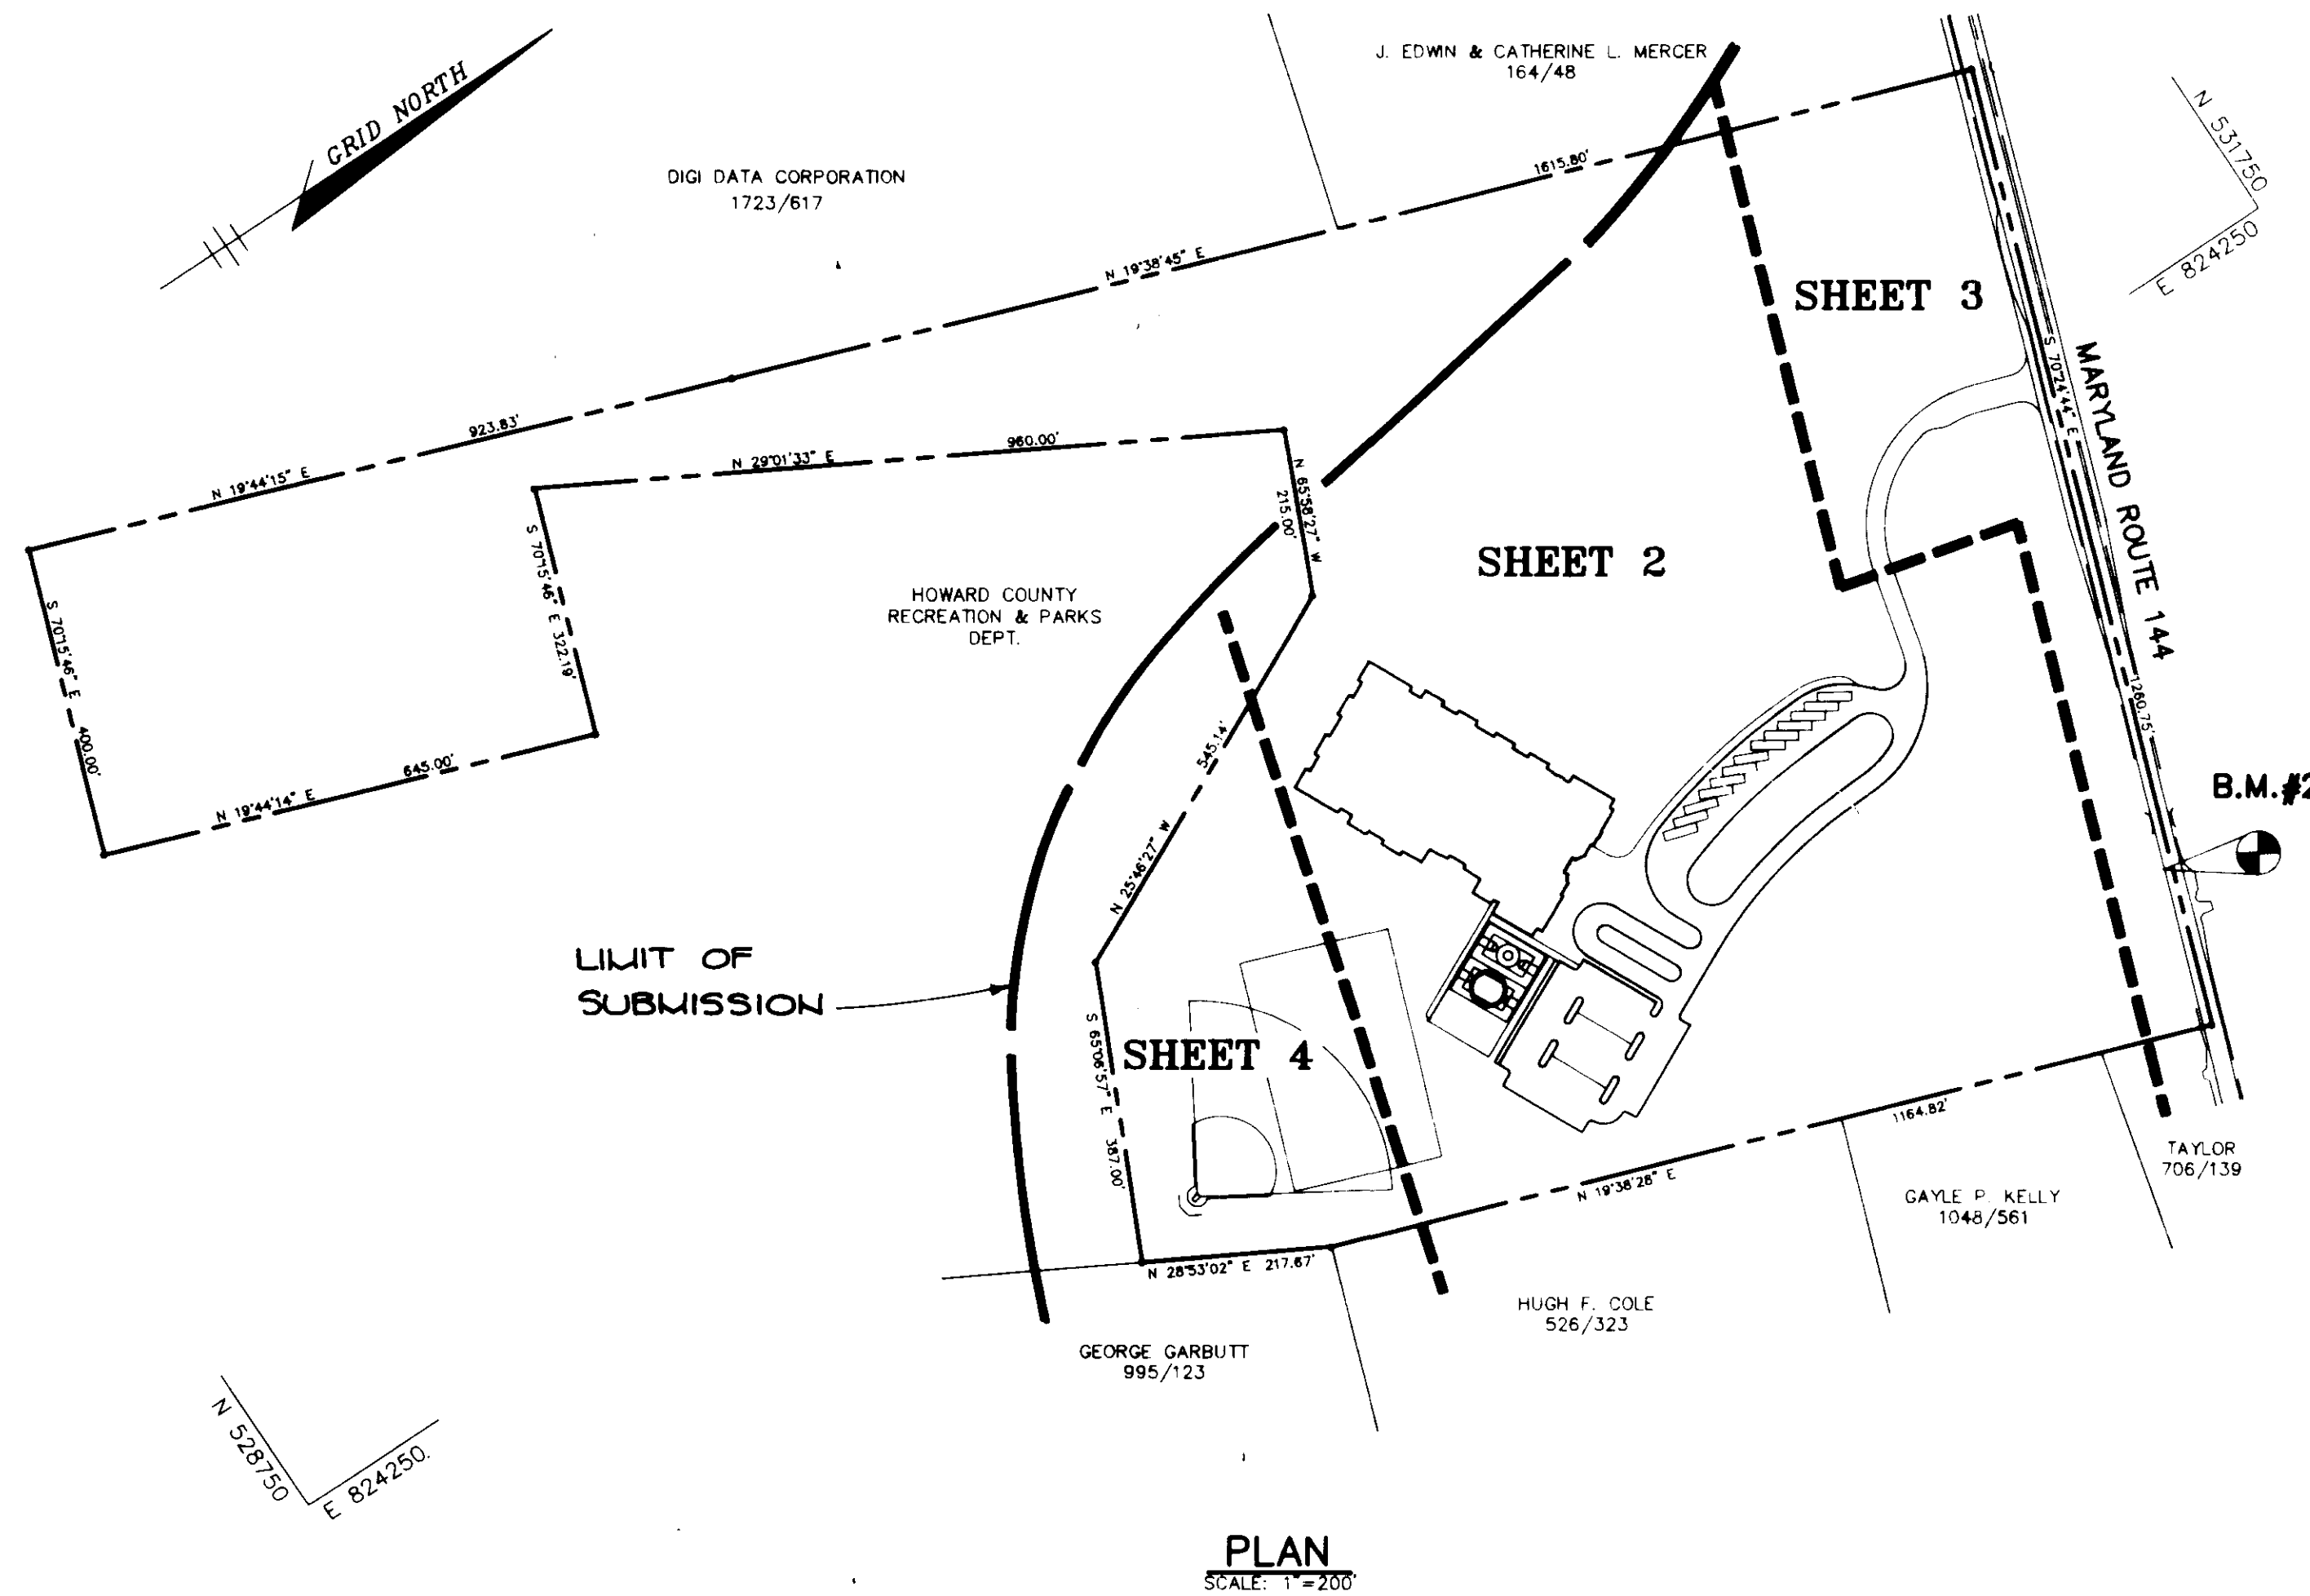 GRID NORTH
J. EDWIN & CATHERINE L. MERCER
164/48
N 531750
E 824250
DIGI DATA CORPORATION
1723/617
1615.80'
N 19°38'45" E
SHEET 3
923.83'
N 19°44'15" E
960.00'
N 29°01'33" E
N 65°58'27" W
215.00'
S 70°24'44" E
MARYLAND ROUTE 144
1260.75'
S 70°15'46" E 322.19'
SHEET 2
HOWARD COUNTY
RECREATION & PARKS
DEPT.
S 70°15'46" E 400.00'
645.00'
N 19°44'14" E
545.14'
N 25°46'27" W
B.M.#2
LIMIT OF
SUBMISSION
S 65°06'57" E 387.00'
SHEET 4
1164.82'
N 19°38'28" E
TAYLOR
706/139
GAYLE P. KELLY
1048/561
N 28°53'02" E 217.67'
HUGH F. COLE
526/323
GEORGE GARBUTT
995/123
N 528750
E 824250.
PLAN
SCALE: 1"=200'